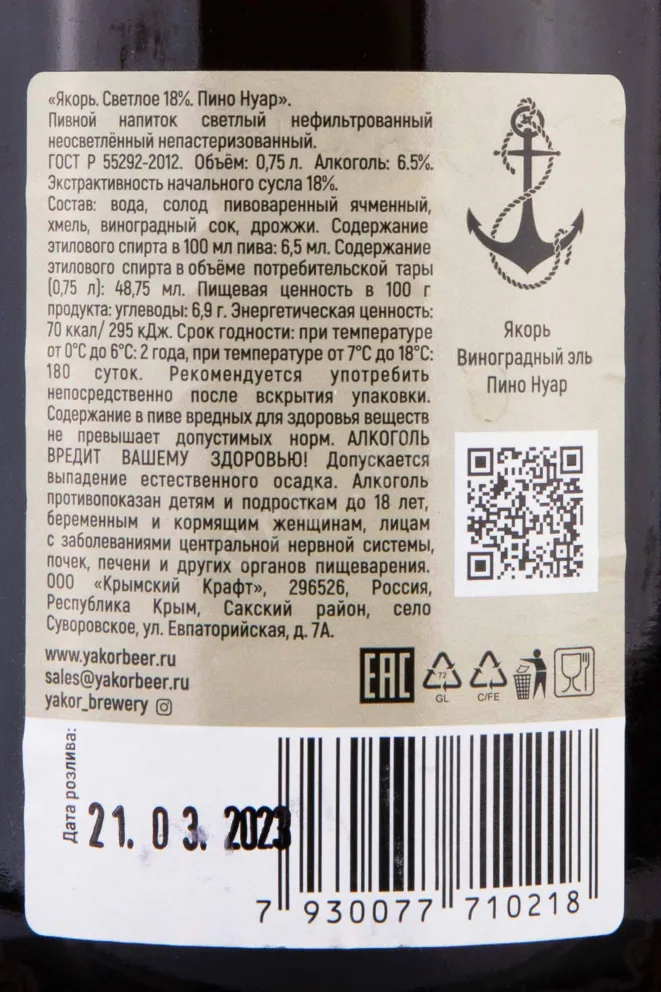 «Якорь. Светлое 18%. Пино Нуар».
Пивной напиток светлый нефильтрованный
неосветлённый непастеризованный.
ГОСТ Р 55292-2012. Объём: 0,75 л. Алкоголь: 6.5%.
Экстрактивность начального сусла 18%.
Состав: вода, солод пивоваренный ячменный,
хмель, виноградный сок, дрожжи. Содержание
этилового спирта в 100 мл пива: 6,5 мл. Содержание
этилового спирта в объёме потребительской тары
(0,75 л): 48,75 мл. Пищевая ценность в 100 г
продукта: углеводы: 6,9 г. Энергетическая ценность:
70 ккал/ 295 кДж. Срок годности: при температуре
от 0°С до 6°С: 2 года, при температуре от 7°С до 18°С:
180 суток. Рекомендуется употребить
непосредственно после вскрытия упаковки.
Содержание в пиве вредных для здоровья веществ
не превышает допустимых норм. АЛКОГОЛЬ
ВРЕДИТ ВАШЕМУ ЗДОРОВЬЮ! Допускается
выпадение естественного осадка. Алкоголь
противопоказан детям и подросткам до 18 лет,
беременным и кормящим женщинам, лицам
с заболеваниями центральной нервной системы,
почек, печени и других органов пищеварения.
ООО «Крымский Крафт», 296526, Россия,
Республика Крым, Сакский район, село
Суворовское, ул. Евпаторийская, д. 7А.
www.yakorbeer.ru
sales@yakorbeer.ru
yakor_brewery
Якорь
Виноградный эль
Пино Нуар
EAC
72
GL
C/FE
Дата розлива:
21. 03. 2023
7 930077 710218